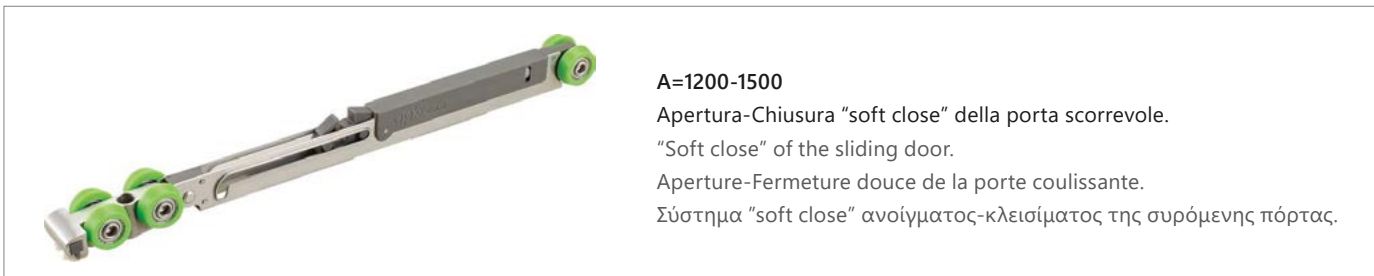 A=1200-1500
Apertura-Chiusura “soft close” della porta scorrevole.
“Soft close” of the sliding door.
Aperture-Fermeture douce de la porte coulissante.
Σύστημα “soft close” ανοίγματος-κλεισίματος της συρόμενης πόρτας.